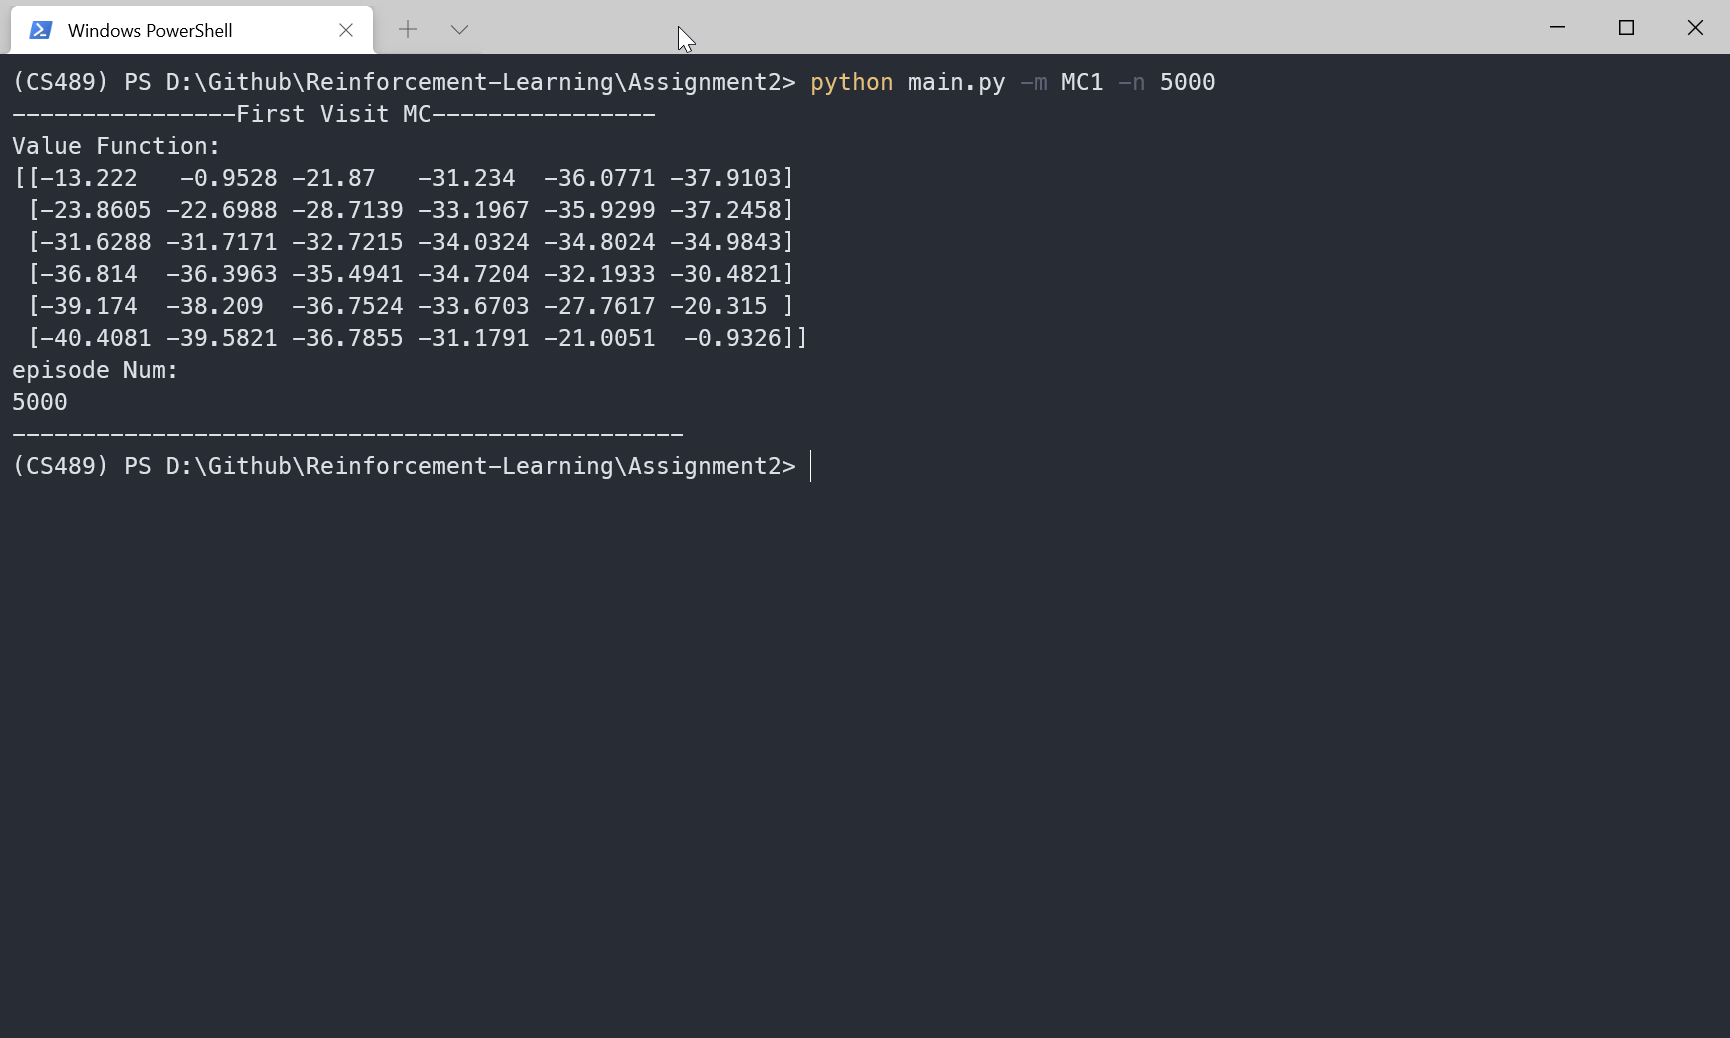 Windows PowerShell
(CS489) PS D:\Github\Reinforcement-Learning\Assignment2> python main.py -m MC1 -n 5000
----------------First Visit MC----------------
Value Function:
[[-13.222   -0.9528 -21.87   -31.234  -36.0771 -37.9103]
 [-23.8605 -22.6988 -28.7139 -33.1967 -35.9299 -37.2458]
 [-31.6288 -31.7171 -32.7215 -34.0324 -34.8024 -34.9843]
 [-36.814  -36.3963 -35.4941 -34.7204 -32.1933 -30.4821]
 [-39.174  -38.209  -36.7524 -33.6703 -27.7617 -20.315 ]
 [-40.4081 -39.5821 -36.7855 -31.1791 -21.0051  -0.9326]]
episode Num:
5000
------------------------------------------------
(CS489) PS D:\Github\Reinforcement-Learning\Assignment2>